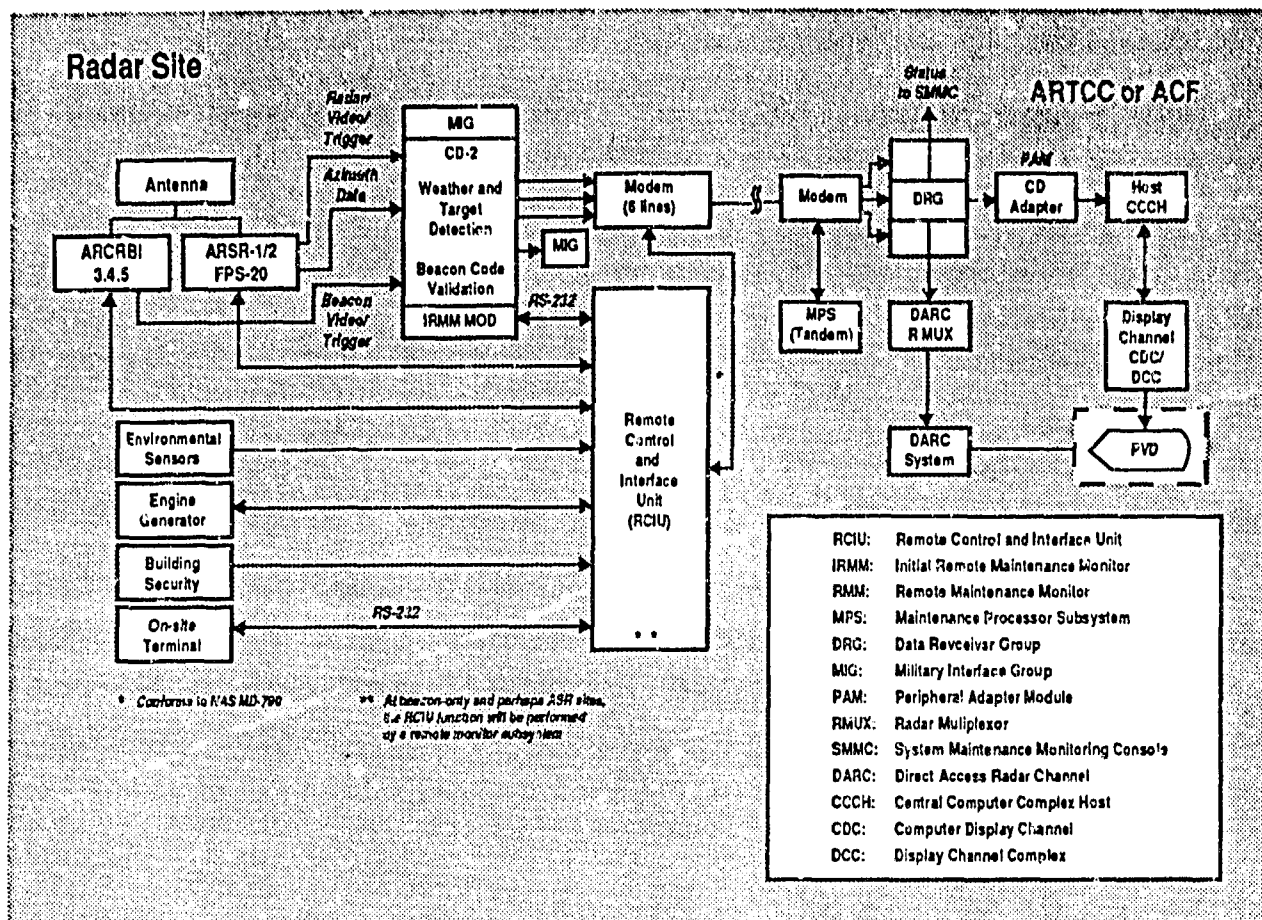 Radar Site
ARTCC or ACF
Radar/
Video/
Trigger
Azimuth
Data
Beacon
Video/
Trigger
Antenna
ARCRBI
3.4.5
ARSR-1/2
FPS-20
MIG
CD-2
Weather and
Target
Detection
Beacon Code
Validation
IRMM MOD
RS-232
MIG
Modem
(6 lines)
*
Remote
Control
and
Interface
Unit
(RCIU)
* *
Environmental
Sensors
Engine
Generator
Building
Security
On-site
Terminal
RS-232
Status
to SMMC
Modem
DRG
PAM
CD
Adapter
Host
CCCH
MPS
(Tandem)
DARC
RMUX
DARC
System
Display
Channel
CDC/
DCC
PVD
* Conforms to NAS MD-790
** At beacon-only and perhaps ASR sites,
the RCIU function will be performed
by a remote monitor subsystem
RCIU: Remote Control and Interface Unit
IRMM: Initial Remote Maintenance Monitor
RMM: Remote Maintenance Monitor
MPS: Maintenance Processor Subsystem
DRG: Data Revceiver Group
MIG: Military Interface Group
PAM: Peripheral Adapter Module
RMUX: Radar Muliplexor
SMMC: System Maintenance Monitoring Console
DARC: Direct Access Radar Channel
CCCH: Central Computer Complex Host
CDC: Computer Display Channel
DCC: Display Channel Complex